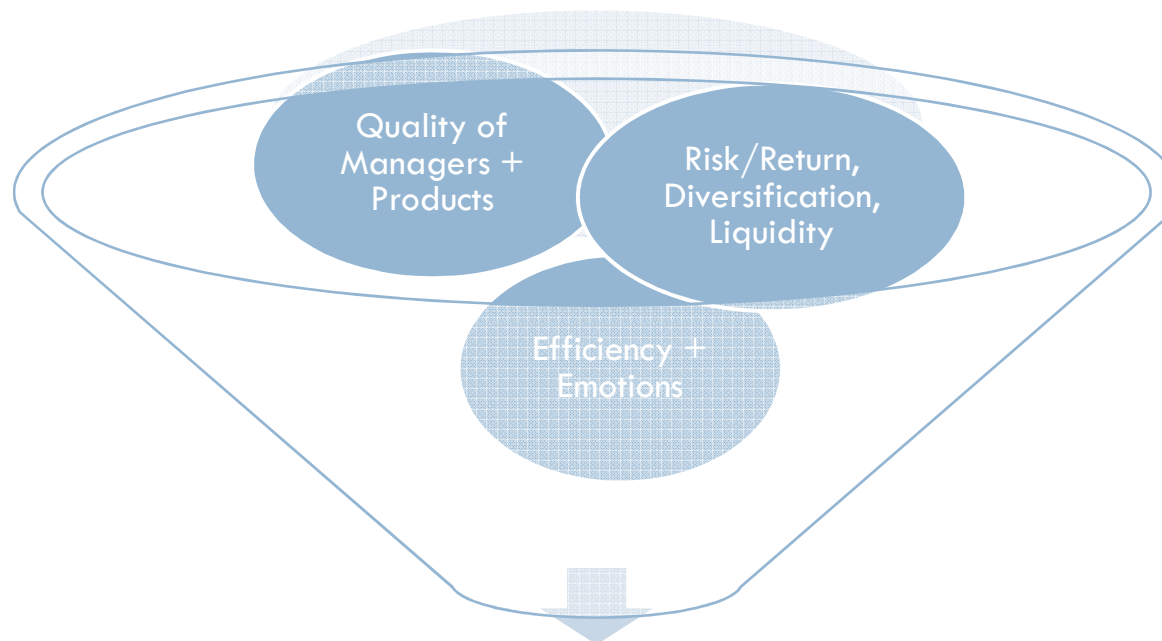 Quality of
Managers +
Products
Risk/Return,
Diversification,
Liquidity
Efficiency +
Emotions